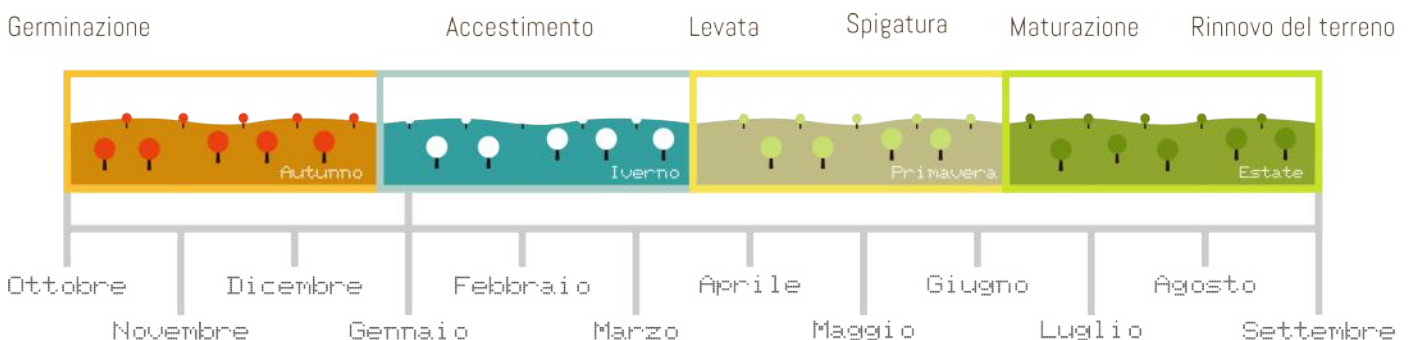 Germinazione Accestimento Levata Spigatura Maturazione Rinnovo del terreno
Autunno Iverno Primavera Estate
Ottobre Dicembre Febbraio Aprile Giugno Agosto
Novembre Gennaio Marzo Maggio Luglio Settembre